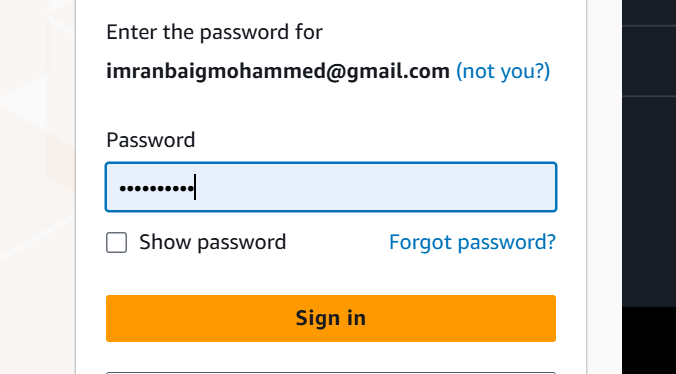 Enter the password for
imranbaigmohammed@gmail.com (not you?)
Password
••••••••••
Show password
Forgot password?
Sign in